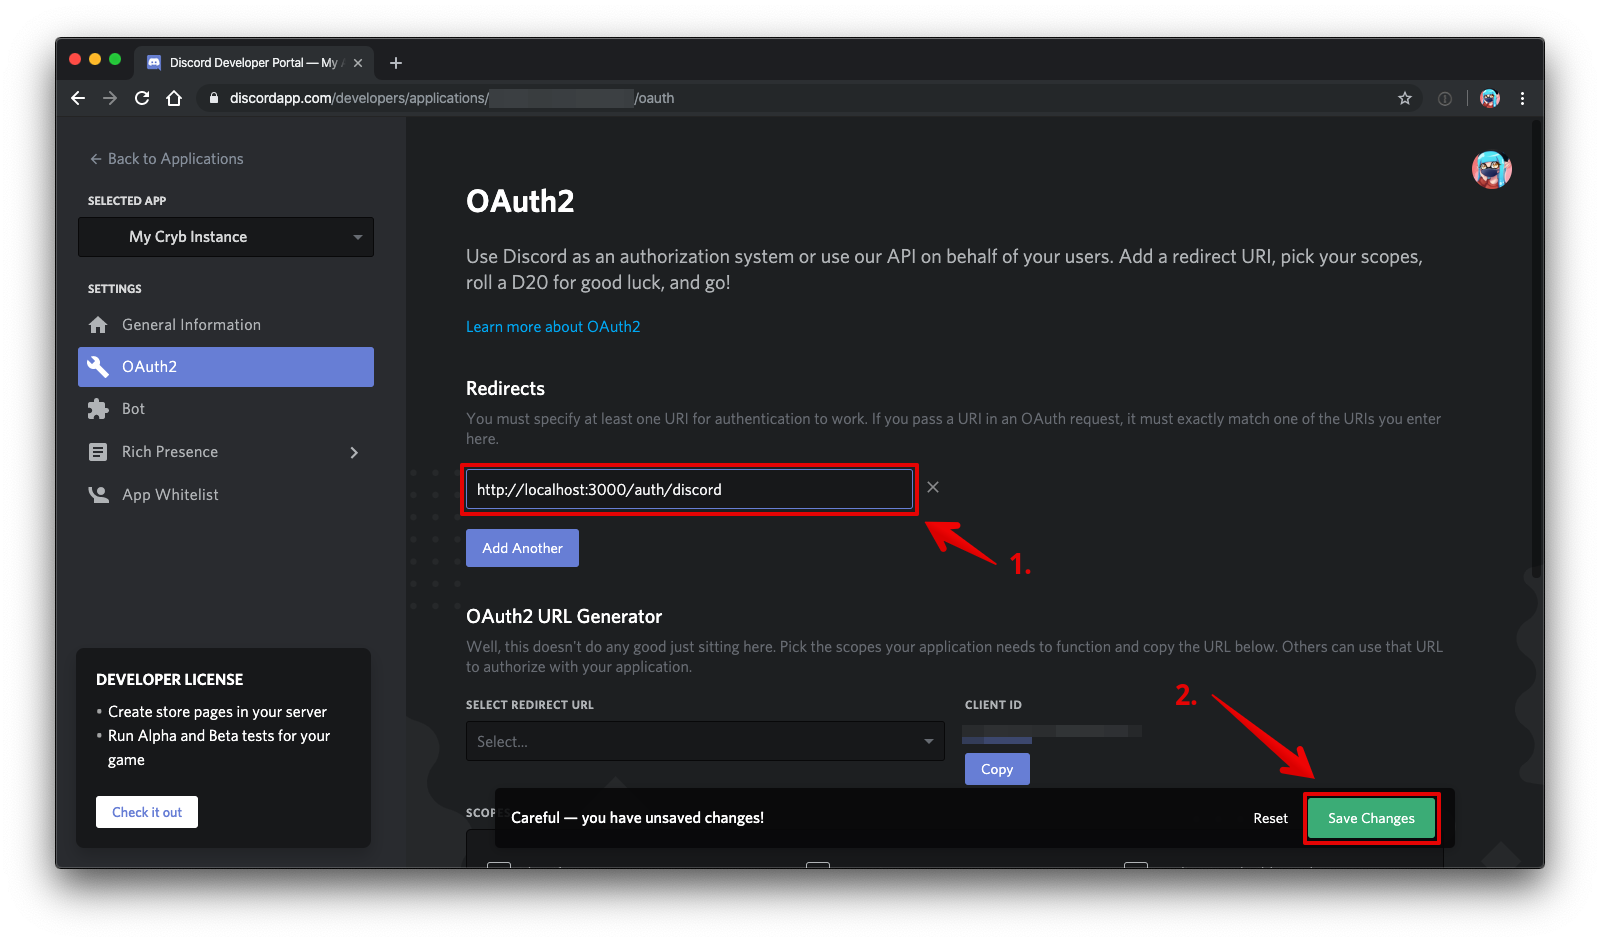 Discord Developer Portal — My
discordapp.com/developers/applications/ /oauth
← Back to Applications
SELECTED APP
My Cryb Instance
SETTINGS
General Information
OAuth2
Bot
Rich Presence
App Whitelist
DEVELOPER LICENSE
• Create store pages in your server
• Run Alpha and Beta tests for your
game
Check it out
OAuth2
Use Discord as an authorization system or use our API on behalf of your users. Add a redirect URI, pick your scopes,
roll a D20 for good luck, and go!
Learn more about OAuth2
Redirects
You must specify at least one URI for authentication to work. If you pass a URI in an OAuth request, it must exactly match one of the URIs you enter
here.
http://localhost:3000/auth/discord
1.
Add Another
OAuth2 URL Generator
Well, this doesn't do any good just sitting here. Pick the scopes your application needs to function and copy the URL below. Others can use that URL
to authorize with your application.
2.
SELECT REDIRECT URL
CLIENT ID
Select...
Copy
Careful — you have unsaved changes!
Reset
Save Changes